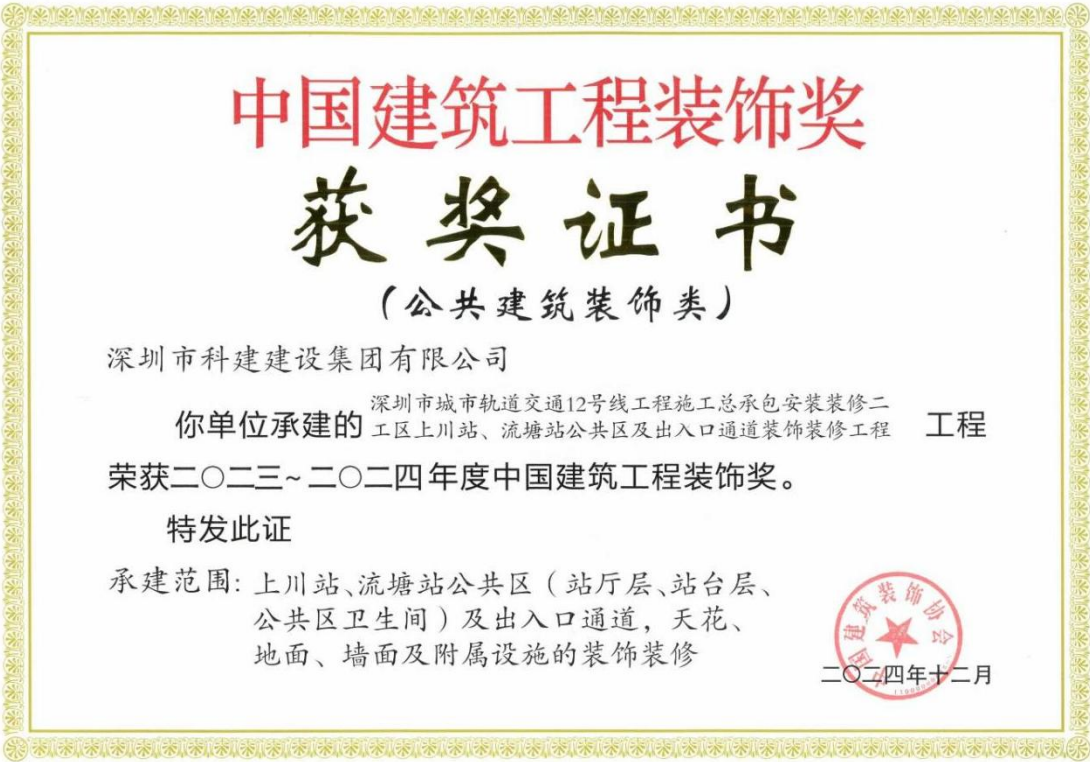 中国建筑工程装饰奖
获奖证书
（公共建筑装饰类）
深圳市科建建设集团有限公司
你单位承建的 深圳市城市轨道交通12号线工程施工总承包安装装修二
工区上川站、流塘站公共区及出入口通道装饰装修工程 工程
荣获二〇二三~二〇二四年度中国建筑工程装饰奖。
特发此证
承建范围：上川站、流塘站公共区（站厅层、站台层、
公共区卫生间）及出入口通道，天花、
地面、墙面及附属设施的装饰装修
中国建筑装饰协会
二〇二四年十二月